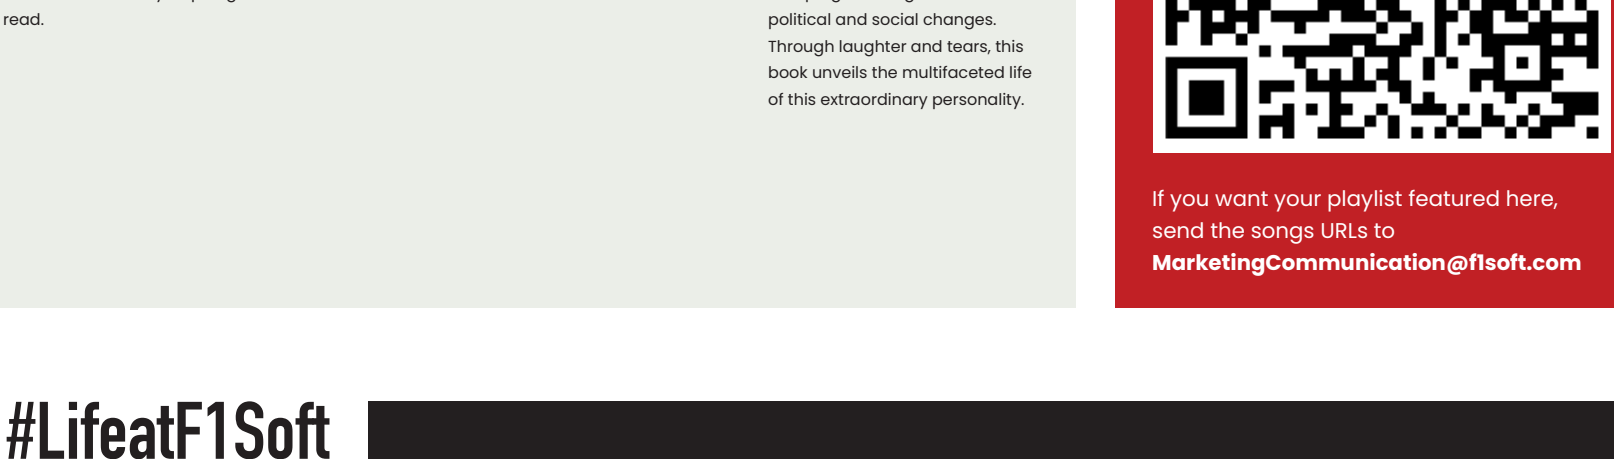 read.
political and social changes.
Through laughter and tears, this
book unveils the multifaceted life
of this extraordinary personality.
If you want your playlist featured here,
send the songs URLs to
MarketingCommunication@f1soft.com
#LifeatF1Soft